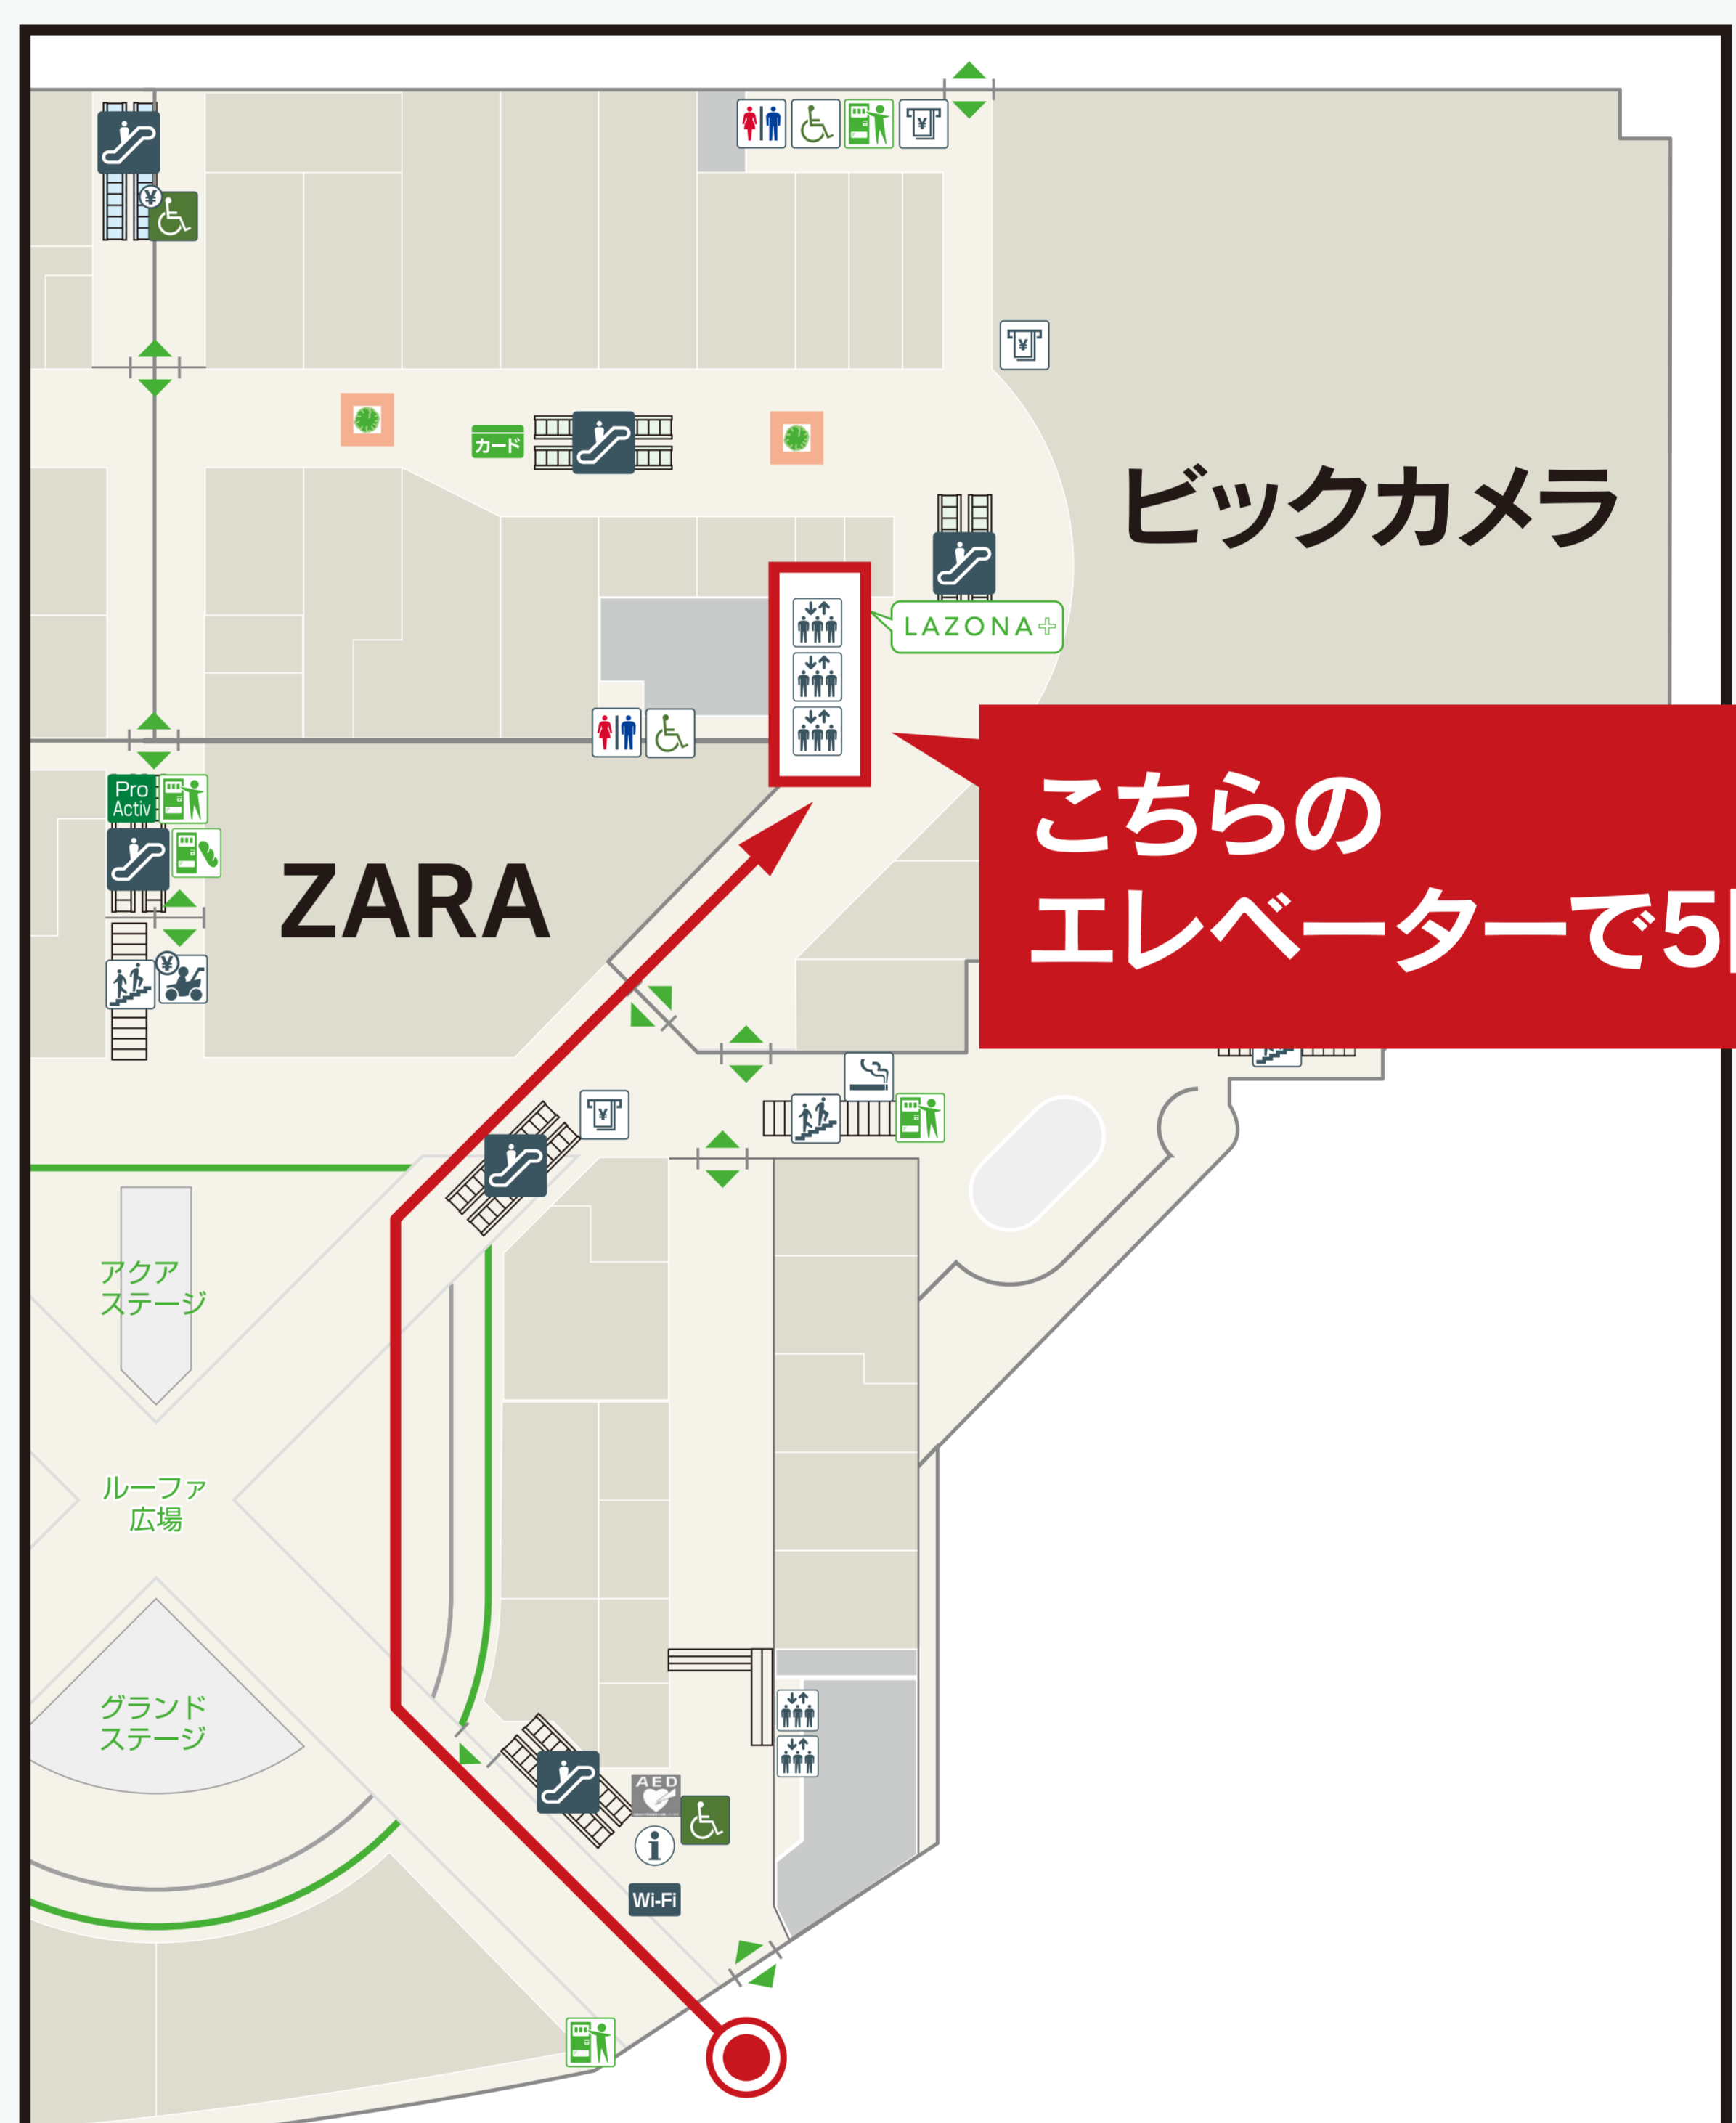 カード
ビックカメラ
LAZONA+
こちらの
エレベーターで5
Pro
Activ
ZARA
アクア
ステージ
ルーファ
広場
グランド
ステージ
AED
Wi-Fi